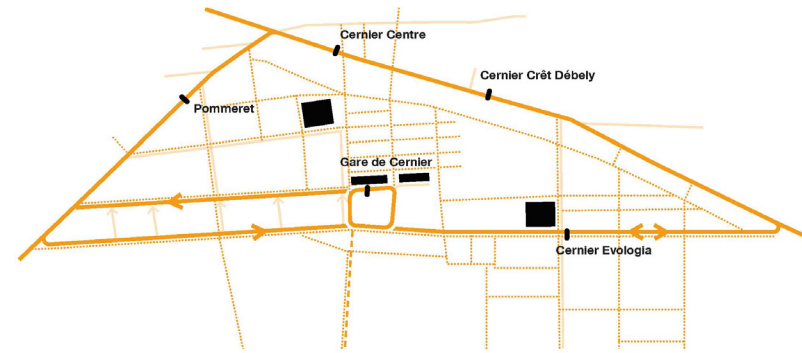 Cernier Centre
Cernier Crêt Débely
Pommeret
Gare de Cernier
Cernier Evologia